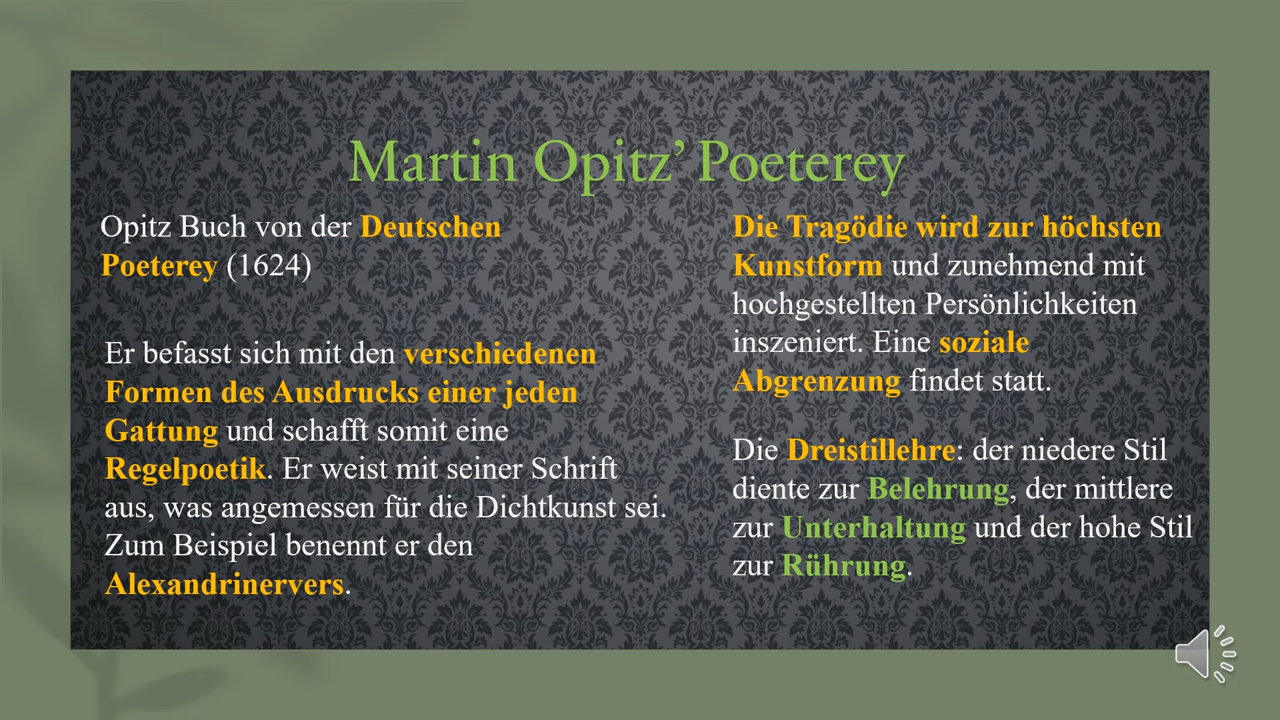 Martin Opitz’ Poeterey
Opitz Buch von der Deutschen
Poeterey (1624)
Er befasst sich mit den verschiedenen
Formen des Ausdrucks einer jeden
Gattung und schafft somit eine
Regelpoetik. Er weist mit seiner Schrift
aus, was angemessen für die Dichtkunst sei.
Zum Beispiel benennt er den
Alexandrinervers.
Die Tragödie wird zur höchsten
Kunstform und zunehmend mit
hochgestellten Persönlichkeiten
inszeniert. Eine soziale
Abgrenzung findet statt.
Die Dreistillehre: der niedere Stil
diente zur Belehrung, der mittlere
zur Unterhaltung und der hohe Stil
zur Rührung.